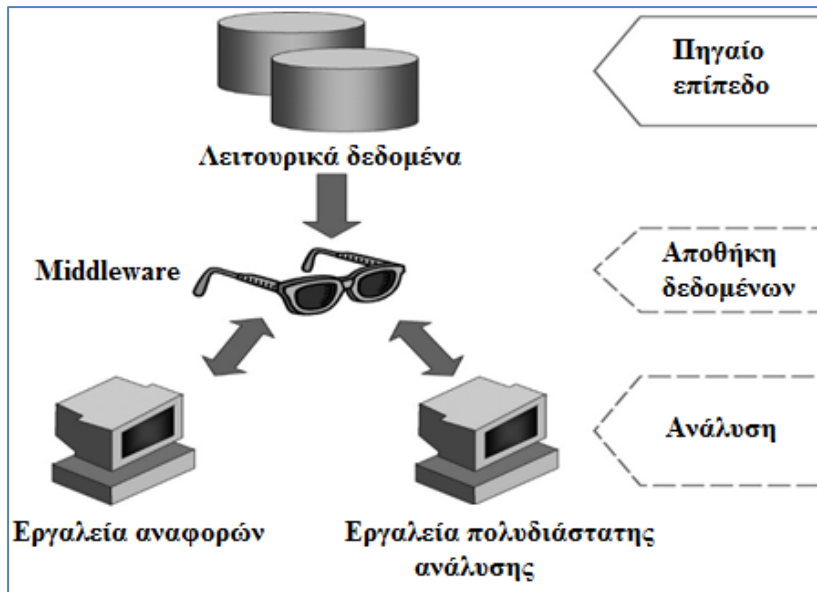 Πηγαίο
επίπεδο
Λειτουρικά δεδομένα
Middleware
Αποθήκη
δεδομένων
Ανάλυση
Εργαλεία αναφορών
Εργαλεία πολυδιάστατης
ανάλυσης